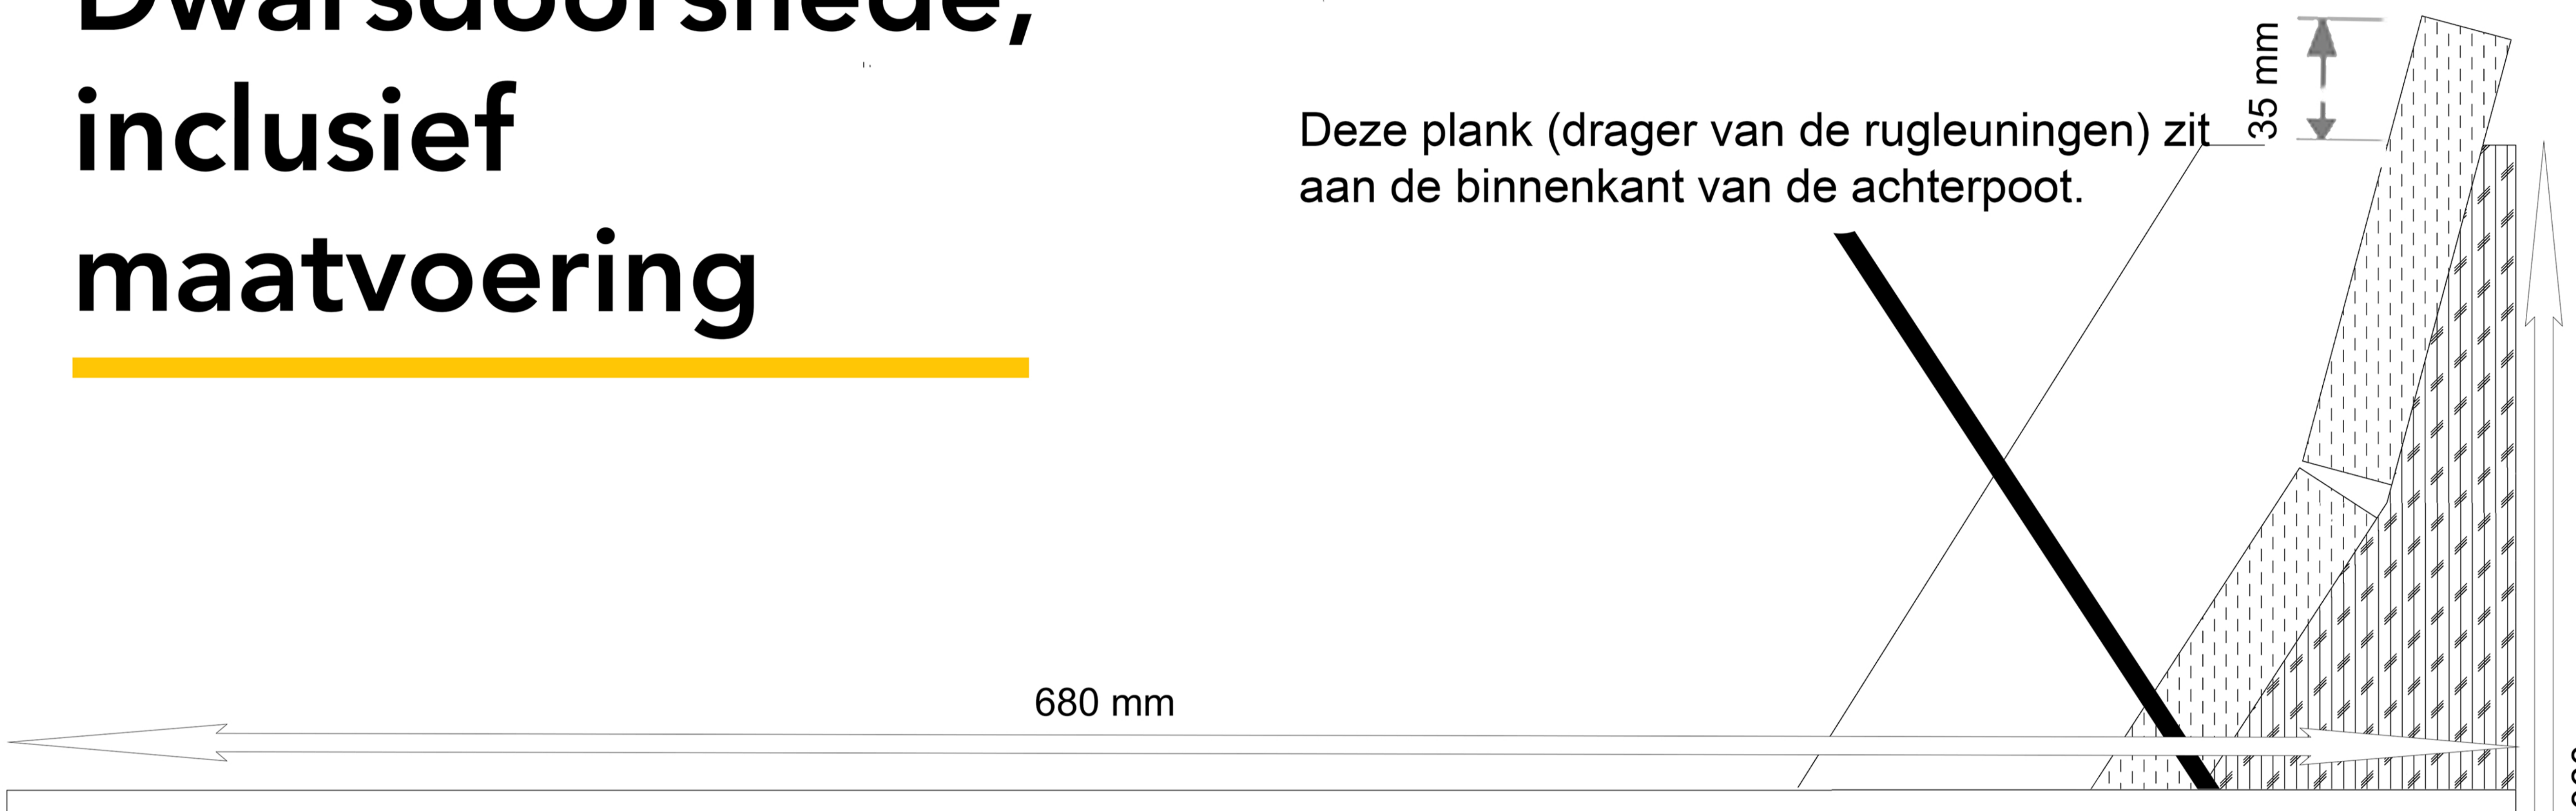 Dwarsdoorsnede,
inclusief
maatvoering
Deze plank (drager van de rugleuningen) zit
aan de binnenkant van de achterpoot.
35 mm
680 mm